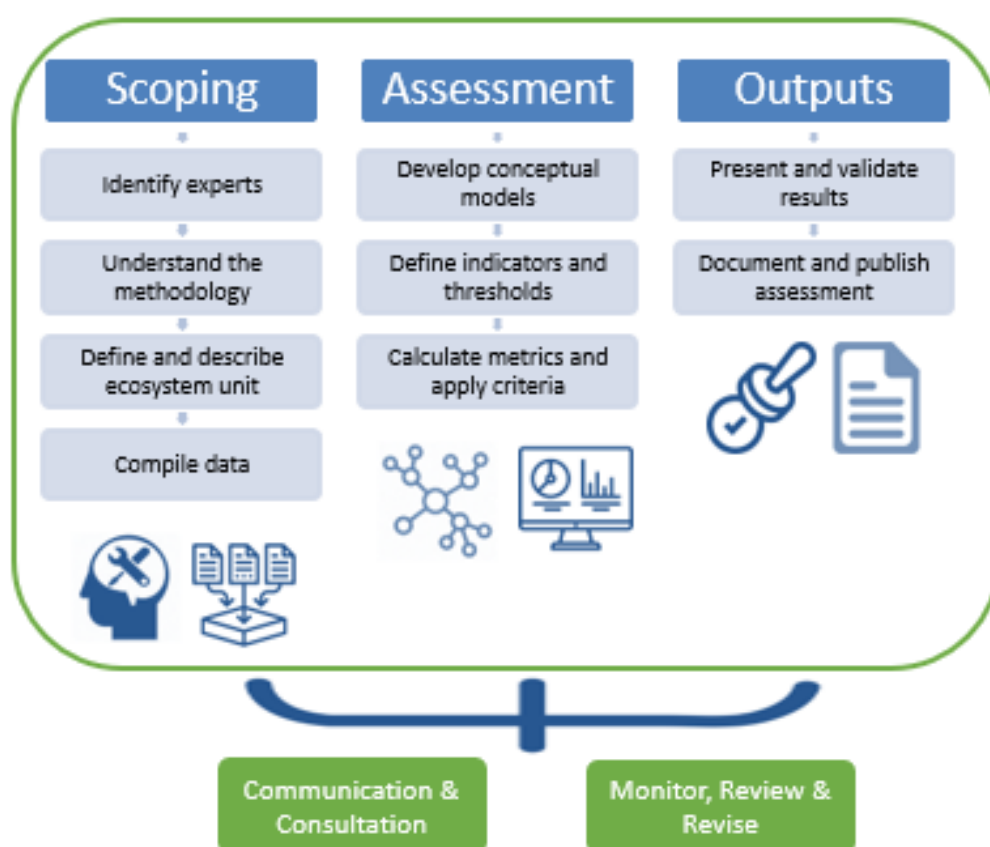 Scoping
Identify experts
Understand the
methodology
Define and describe
ecosystem unit
Compile data
Assessment
Develop conceptual
models
Define indicators and
thresholds
Calculate metrics and
apply criteria
Outputs
Present and validate
results
Document and publish
assessment
Communication &
Consultation
Monitor, Review &
Revise